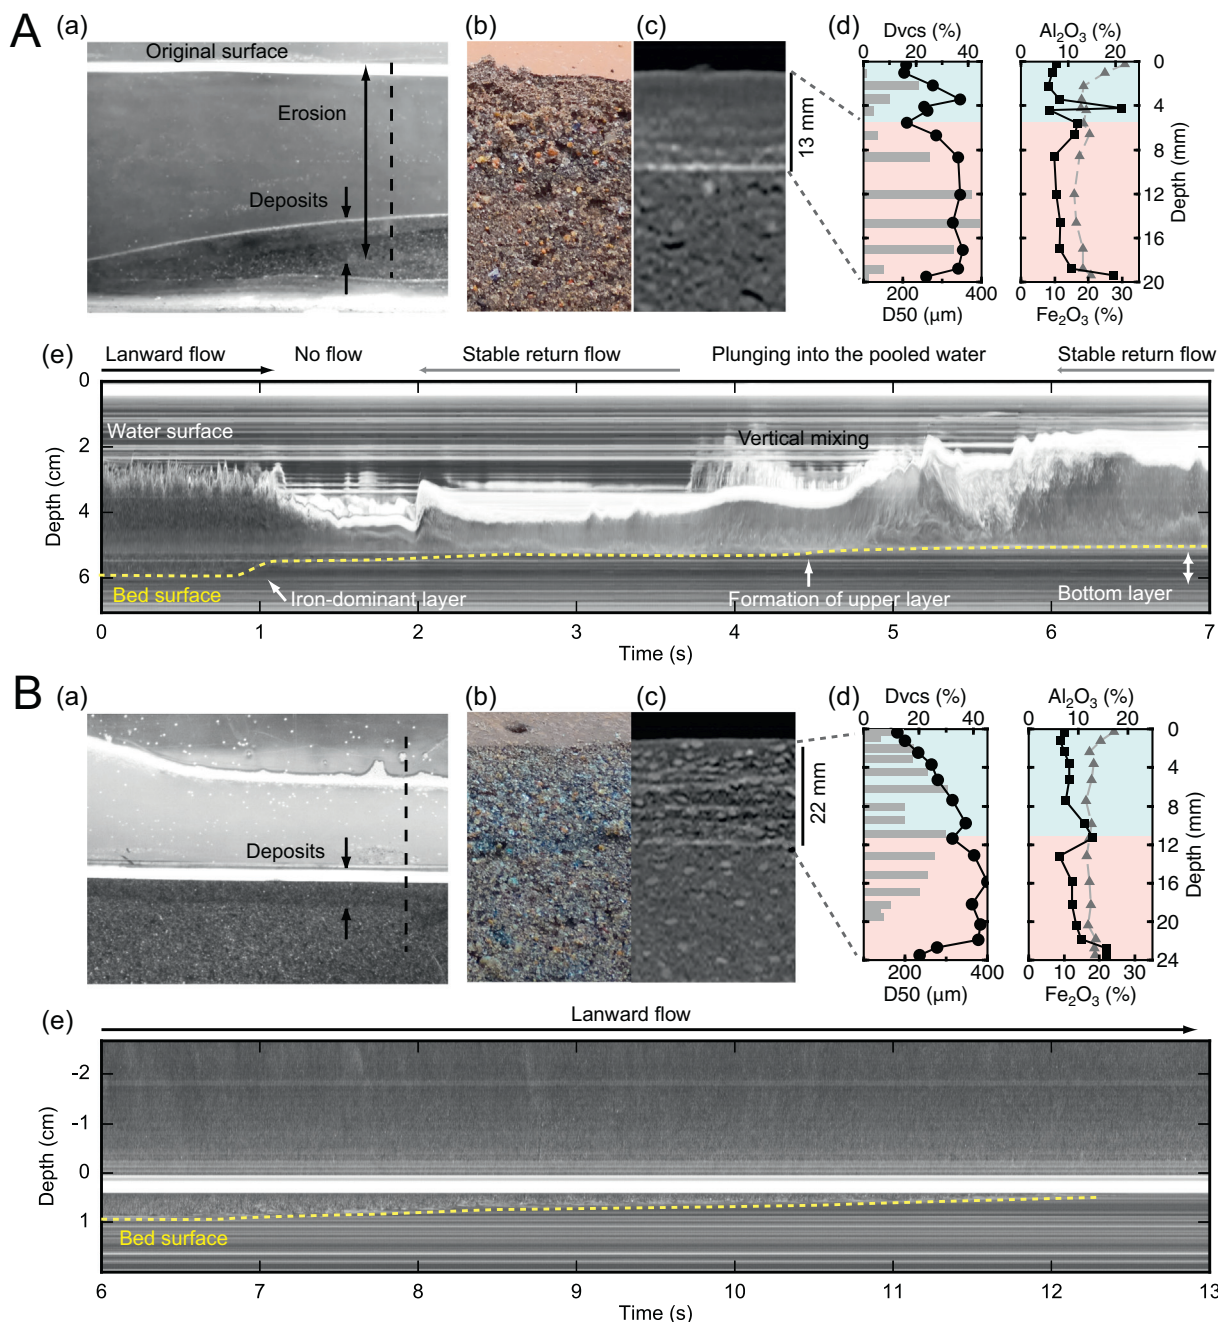 A
(a)
Original surface
Erosion
Deposits
(b)
(c)
13 mm
(d)
Dvcs (%)
0 20 40
200 400
D50 (µm)
Al₂O₃ (%)
0 10 20
0
4
8
12
16
20
Depth (mm)
0 10 20 30
Fe₂O₃ (%)
(e)
Lanward flow
No flow
Stable return flow
Plunging into the pooled water
Stable return flow
0
2
4
6
Depth (cm)
Water surface
Vertical mixing
Bed surface
Iron-dominant layer
Formation of upper layer
Bottom layer
0 1 2 3 4 5 6 7
Time (s)
B
(a)
Deposits
(b)
(c)
22 mm
(d)
Dvcs (%)
0 20 40
200 400
D50 (µm)
Al₂O₃ (%)
0 10 20
0
4
8
12
16
20
24
Depth (mm)
0 10 20 30
Fe₂O₃ (%)
(e)
Lanward flow
-2
-1
0
1
Depth (cm)
Bed surface
6 7 8 9 10 11 12 13
Time (s)